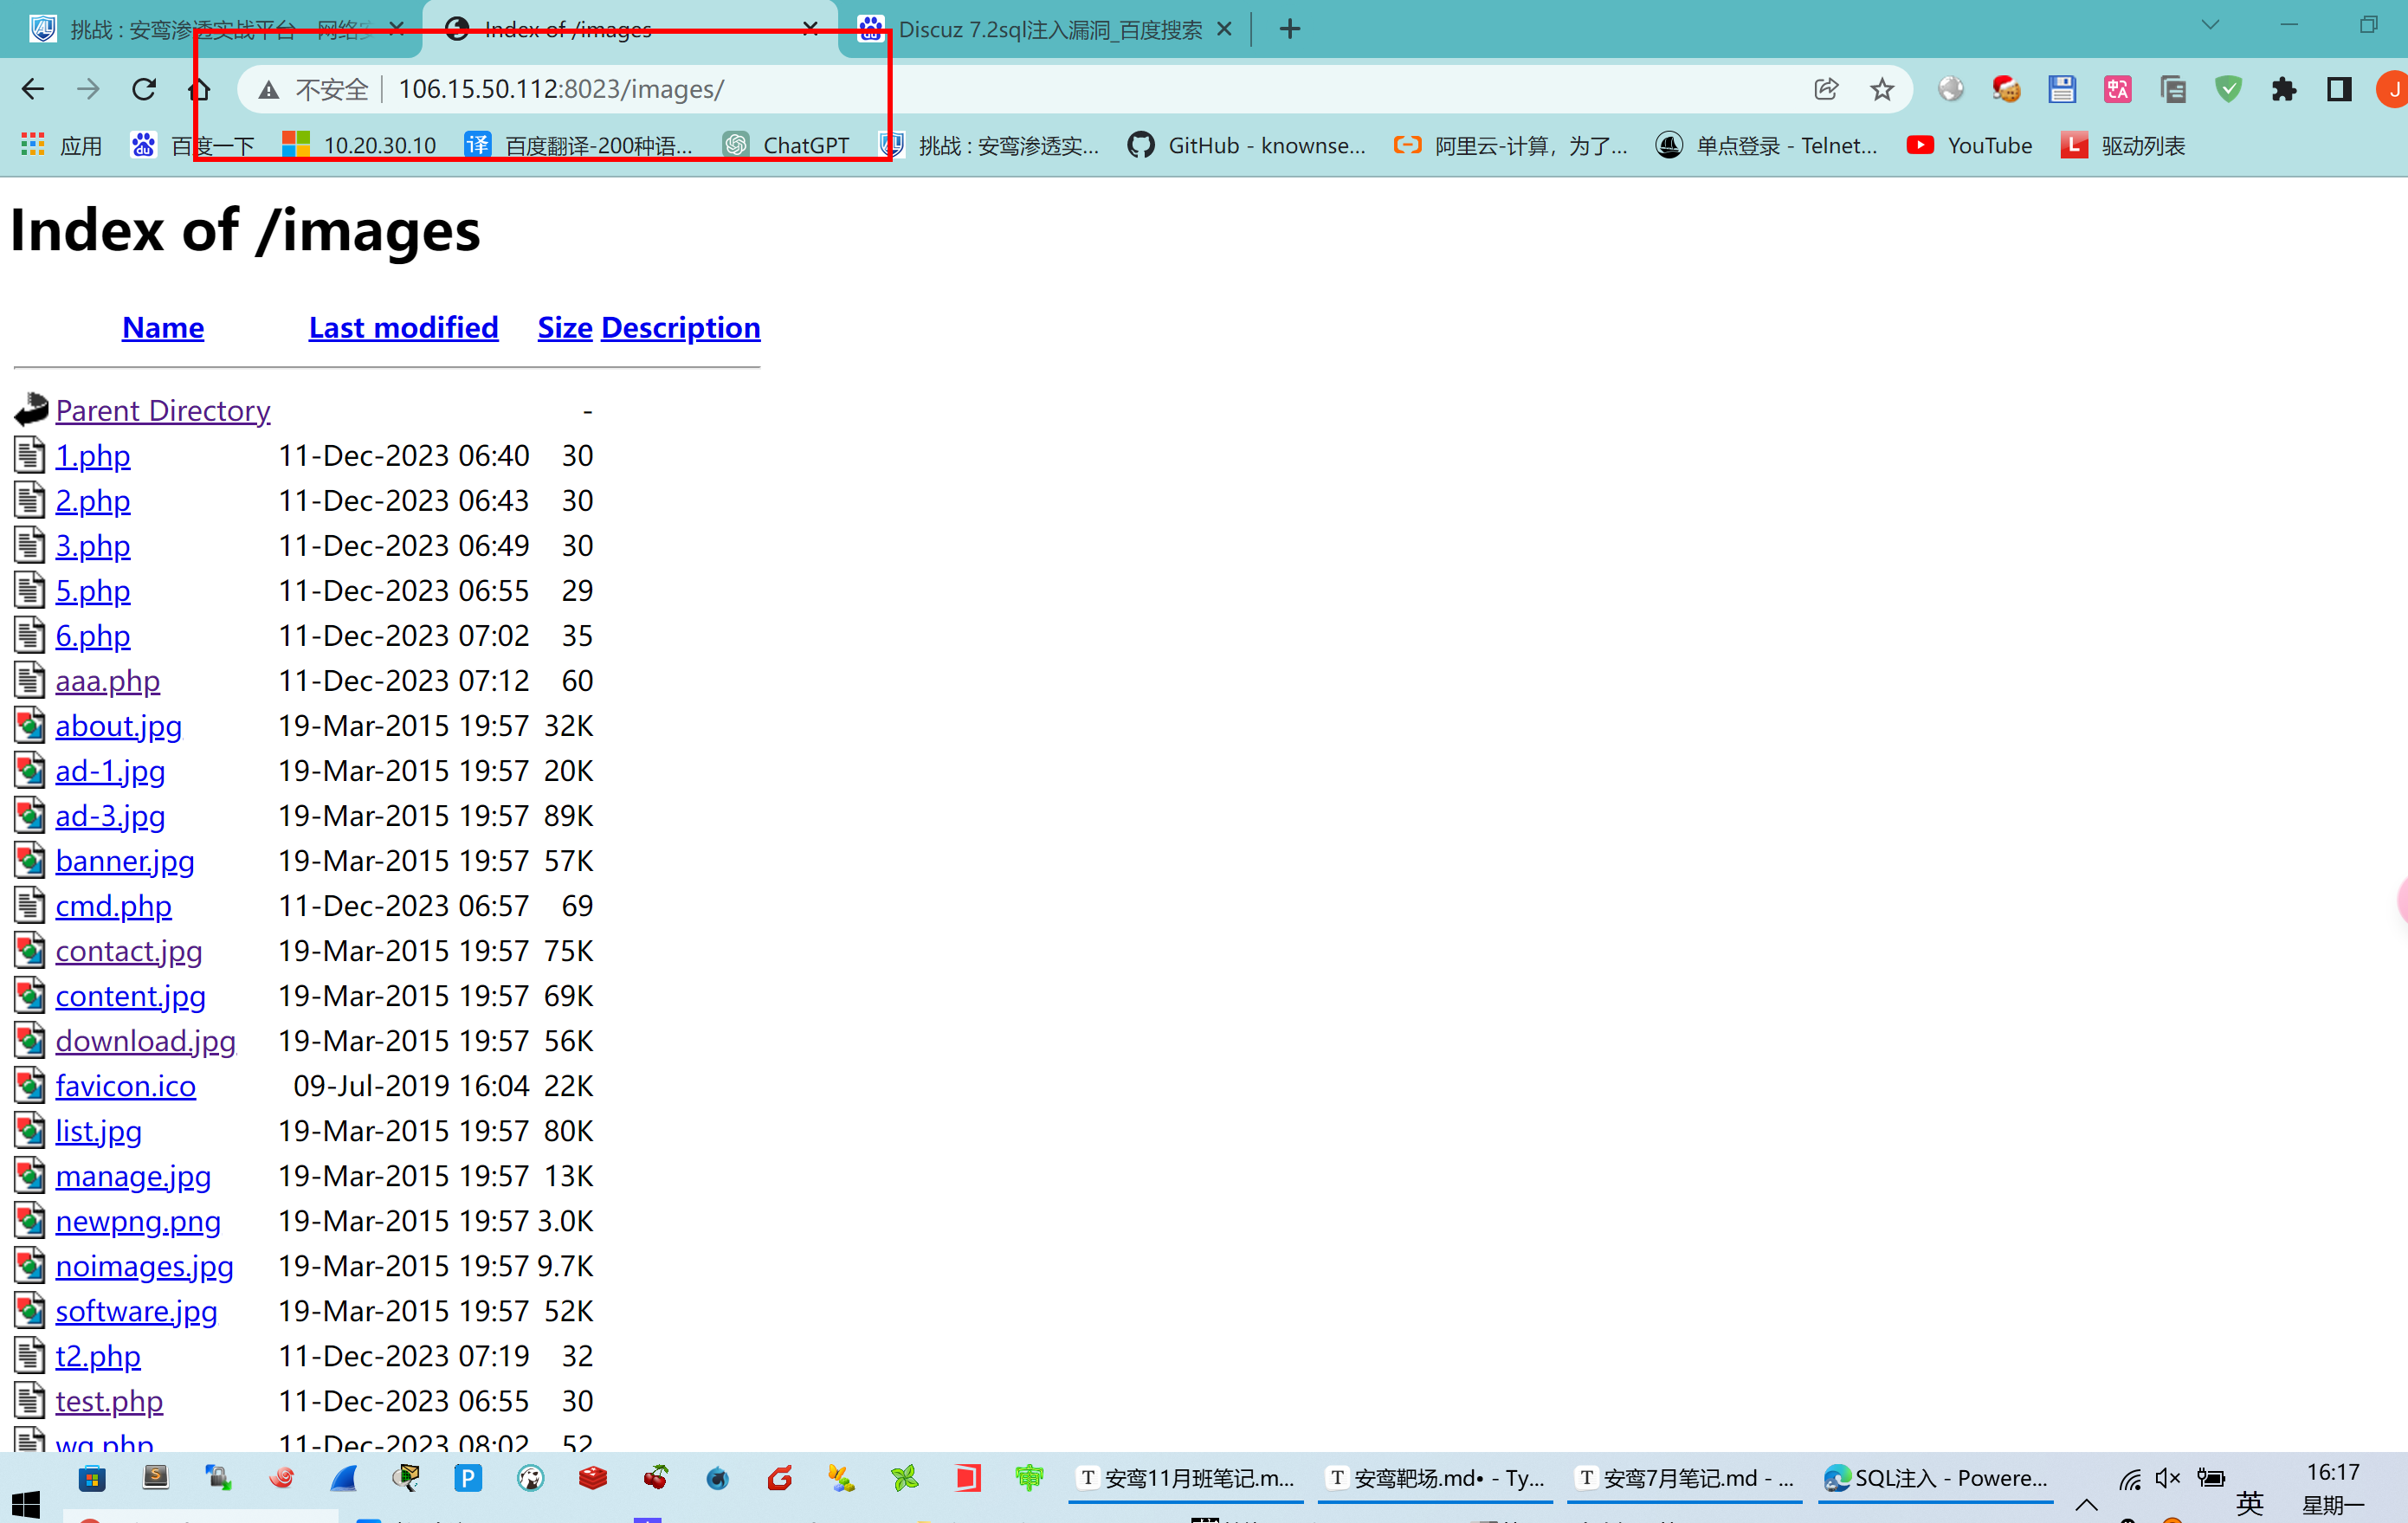 挑战 : 安鸾渗透实战平台 - 网络安
Index of /images
Discuz 7.2sql注入漏洞_百度搜索
不安全 106.15.50.112:8023/images/
应用 百度一下 10.20.30.10 百度翻译-200种语... ChatGPT 挑战 : 安鸾渗透实... GitHub - knownse... 阿里云-计算，为了... 单点登录 - Telnet... YouTube 驱动列表
Index of /images
Name Last modified Size Description
Parent Directory -
1.php 11-Dec-2023 06:40 30
2.php 11-Dec-2023 06:43 30
3.php 11-Dec-2023 06:49 30
5.php 11-Dec-2023 06:55 29
6.php 11-Dec-2023 07:02 35
aaa.php 11-Dec-2023 07:12 60
about.jpg 19-Mar-2015 19:57 32K
ad-1.jpg 19-Mar-2015 19:57 20K
ad-3.jpg 19-Mar-2015 19:57 89K
banner.jpg 19-Mar-2015 19:57 57K
cmd.php 11-Dec-2023 06:57 69
contact.jpg 19-Mar-2015 19:57 75K
content.jpg 19-Mar-2015 19:57 69K
download.jpg 19-Mar-2015 19:57 56K
favicon.ico 09-Jul-2019 16:04 22K
list.jpg 19-Mar-2015 19:57 80K
manage.jpg 19-Mar-2015 19:57 13K
newpng.png 19-Mar-2015 19:57 3.0K
noimages.jpg 19-Mar-2015 19:57 9.7K
software.jpg 19-Mar-2015 19:57 52K
t2.php 11-Dec-2023 07:19 32
test.php 11-Dec-2023 06:55 30
11-Dec-2023 08:02 52
安鸾11月班笔记.m... 安鸾靶场.md• - Ty... 安鸾7月笔记.md - ... SQL注入 - Powere...
16:17
英 星期一